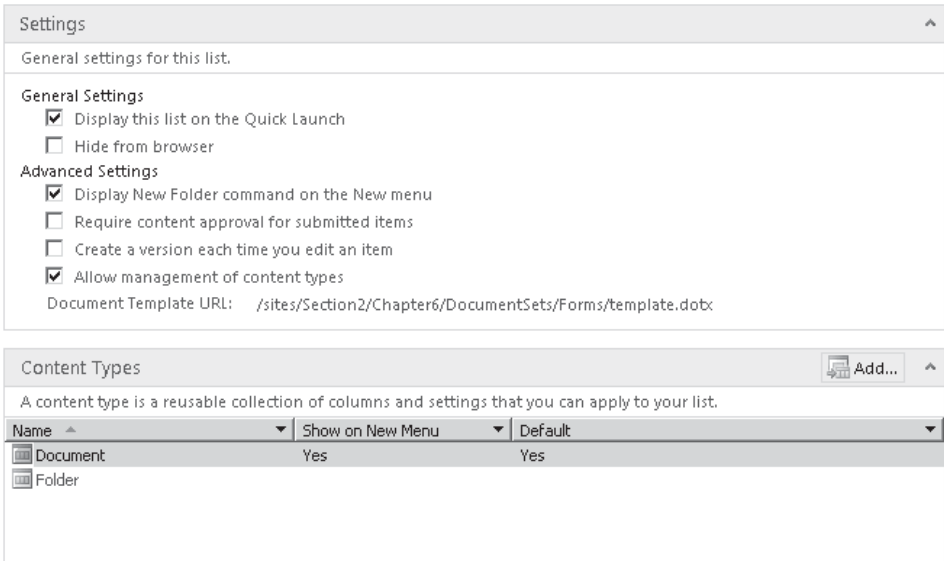 Settings
General settings for this list.
General Settings
Display this list on the Quick Launch
Hide from browser
Advanced Settings
Display New Folder command on the New menu
Require content approval for submitted items
Create a version each time you edit an item
Allow management of content types
Document Template URL: /sites/Section2/Chapter6/DocumentSets/Forms/template.dotx
Content Types Add...
A content type is a reusable collection of columns and settings that you can apply to your list.
Name Show on New Menu Default
Document Yes Yes
Folder